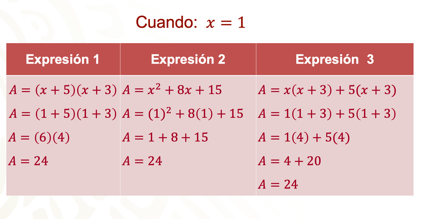 Cuando: x = 1
Expresión 1 Expresión 2 Expresión 3
A = (x + 5)(x + 3) A = x² + 8x + 15 A = x(x + 3) + 5(x + 3)
A = (1 + 5)(1 + 3) A = (1)² + 8(1) + 15 A = 1(1 + 3) + 5(1 + 3)
A = (6)(4) A = 1 + 8 + 15 A = 1(4) + 5(4)
A = 24 A = 24 A = 4 + 20
A = 24